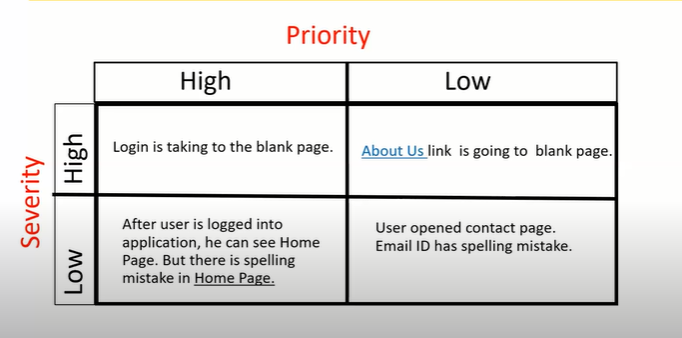 Priority
High
Low
Severity
High
Login is taking to the blank page.
About Us link is going to blank page.
Low
After user is logged into
application, he can see Home
Page. But there is spelling
mistake in Home Page.
User opened contact page.
Email ID has spelling mistake.